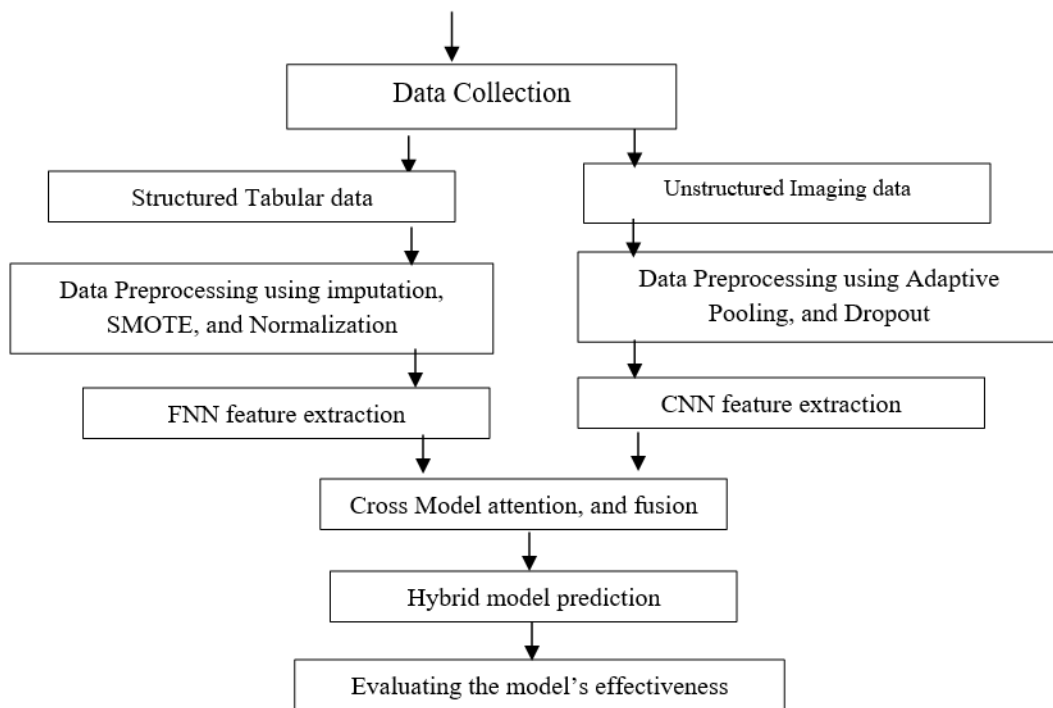 Data Collection
Structured Tabular data
Unstructured Imaging data
Data Preprocessing using imputation,
SMOTE, and Normalization
Data Preprocessing using Adaptive
Pooling, and Dropout
FNN feature extraction
CNN feature extraction
Cross Model attention, and fusion
Hybrid model prediction
Evaluating the model’s effectiveness